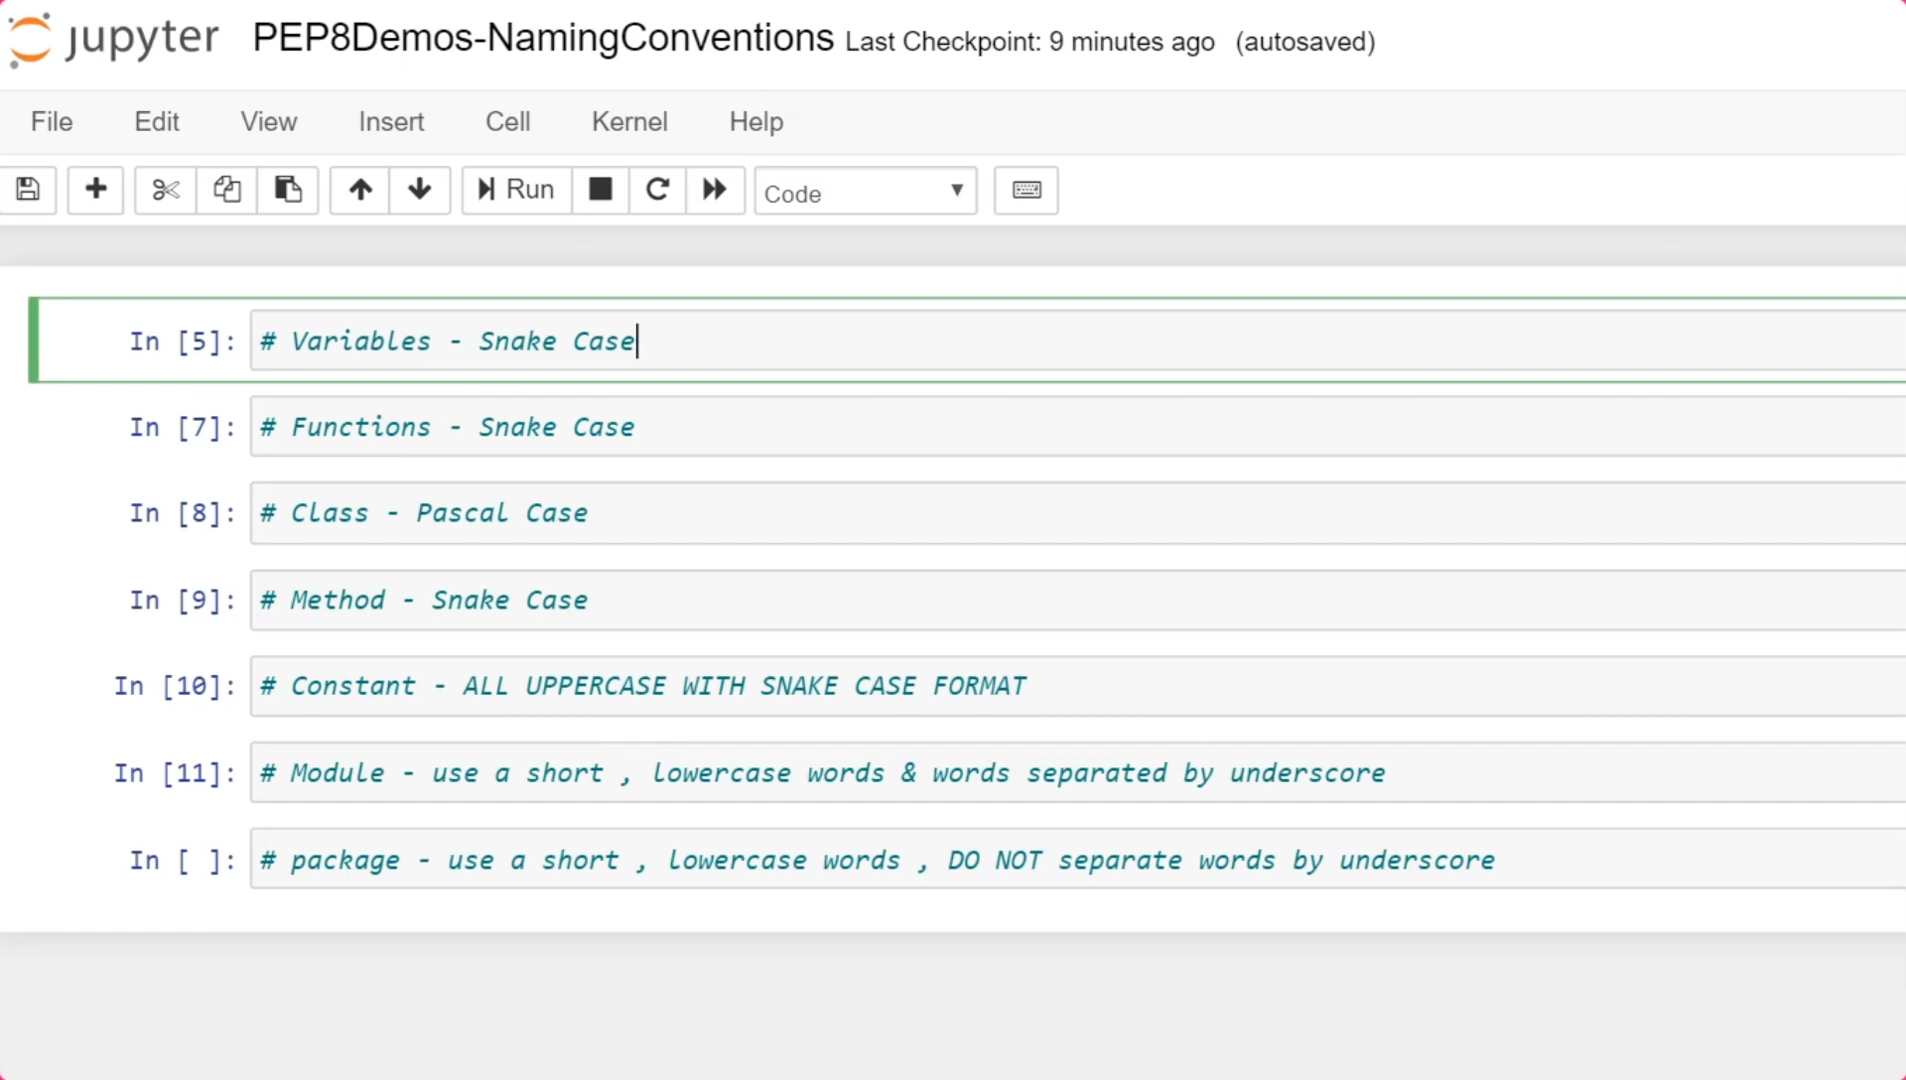 jupyter PEP8Demos-NamingConventions Last Checkpoint: 9 minutes ago (autosaved)
File Edit View Insert Cell Kernel Help
Run Code
In [5]: # Variables - Snake Case
In [7]: # Functions - Snake Case
In [8]: # Class - Pascal Case
In [9]: # Method - Snake Case
In [10]: # Constant - ALL UPPERCASE WITH SNAKE CASE FORMAT
In [11]: # Module - use a short , lowercase words & words separated by underscore
In [ ]: # package - use a short , lowercase words , DO NOT separate words by underscore